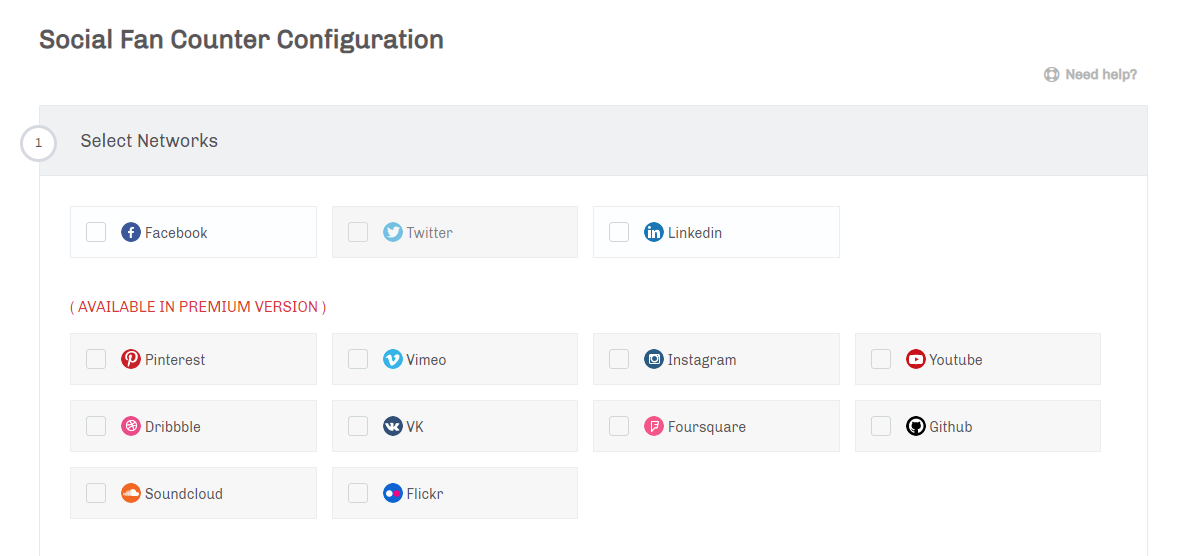 Social Fan Counter Configuration
Need help?
1 Select Networks
Facebook Twitter Linkedin
( AVAILABLE IN PREMIUM VERSION )
Pinterest Vimeo Instagram Youtube
Dribbble VK Foursquare Github
Soundcloud Flickr